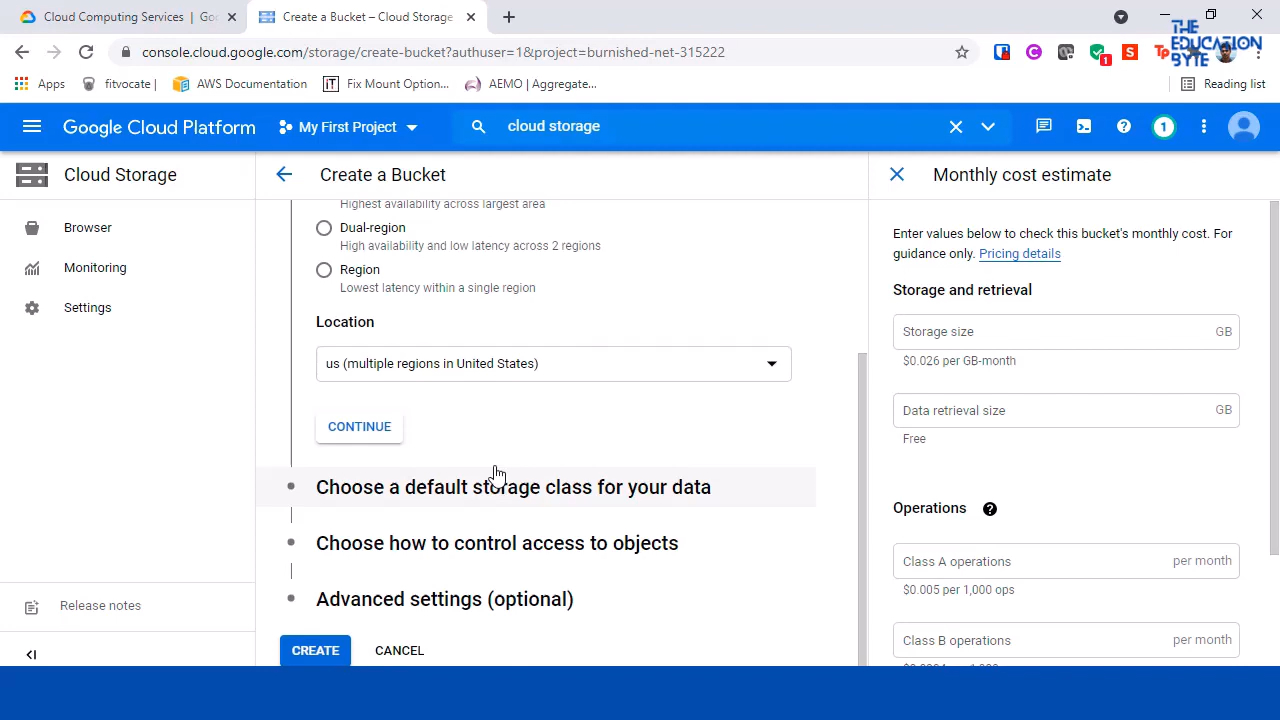 Cloud Computing Services | Goo
Create a Bucket – Cloud Storage
THE
EDUCATION
BYTE
console.cloud.google.com/storage/create-bucket?authuser=1&project=burnished-net-315222
1
Apps
fitvocate |
AWS Documentation
Fix Mount Option...
AEMO | Aggregate...
Reading list
Google Cloud Platform
My First Project
cloud storage
1
Cloud Storage
Create a Bucket
Monthly cost estimate
Browser
Monitoring
Settings
Release notes
Highest availability across largest area
Dual-region
High availability and low latency across 2 regions
Region
Lowest latency within a single region
Location
us (multiple regions in United States)
CONTINUE
Choose a default storage class for your data
Choose how to control access to objects
Advanced settings (optional)
CREATE
CANCEL
Enter values below to check this bucket's monthly cost. For
guidance only. Pricing details
Storage and retrieval
Storage size GB
$0.026 per GB-month
Data retrieval size GB
Free
Operations
Class A operations per month
$0.005 per 1,000 ops
Class B operations per month